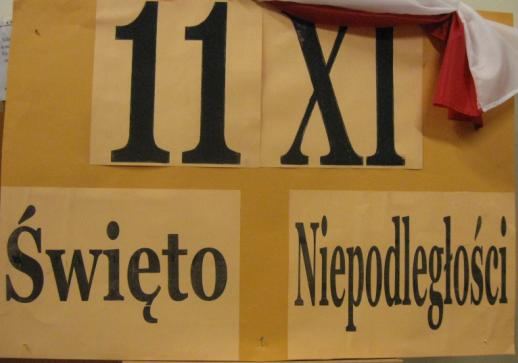 11 XI
Święto Niepodległości